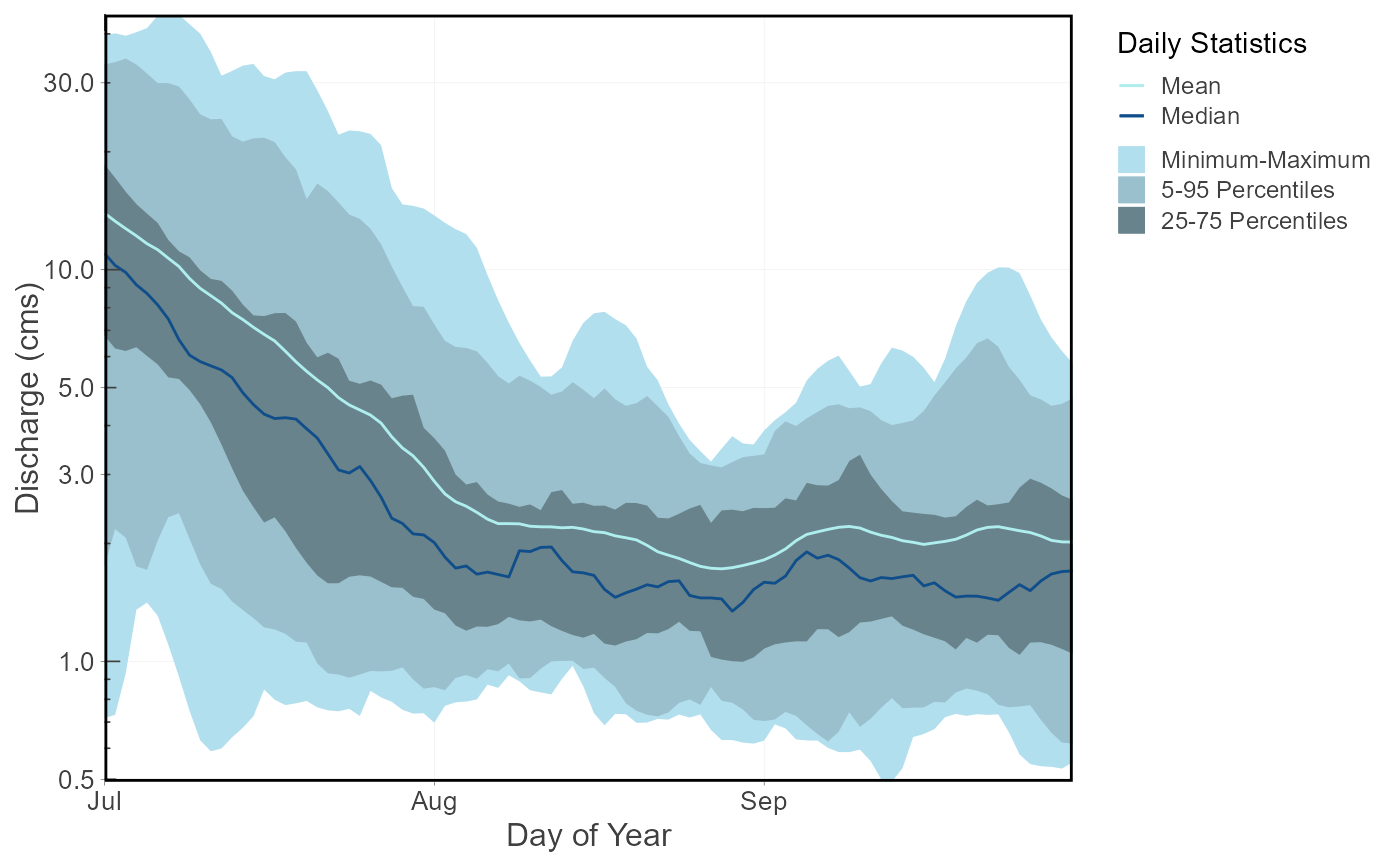 Daily Statistics
Mean
Median
Minimum-Maximum
5-95 Percentiles
25-75 Percentiles
Discharge (cms)
30.0
10.0
5.0
3.0
1.0
0.5
Jul Aug Sep
Day of Year